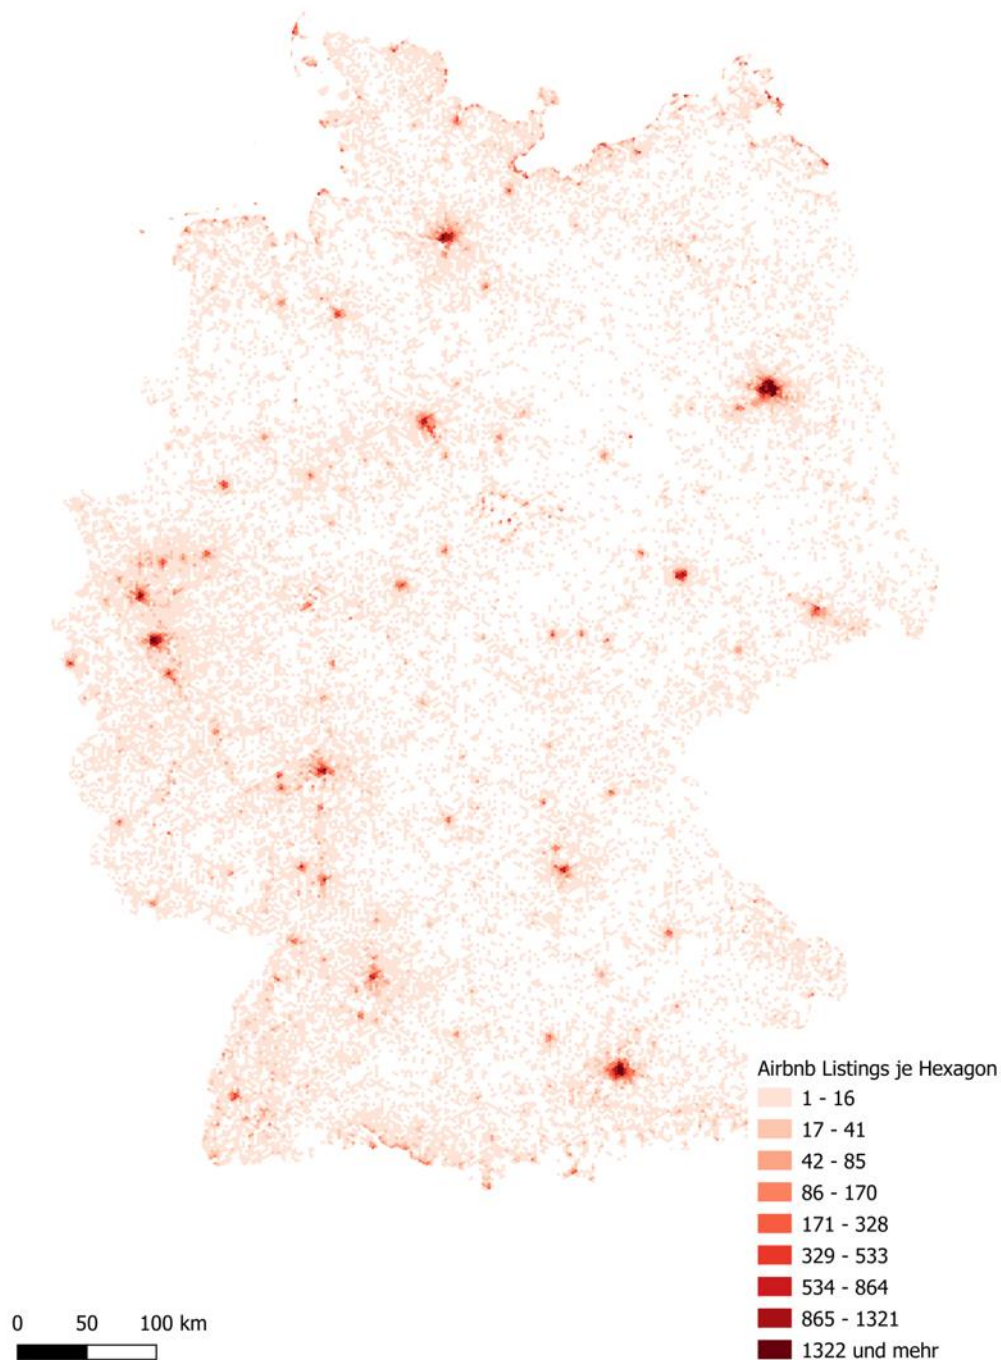 Airbnb Listings je Hexagon
1 - 16
17 - 41
42 - 85
86 - 170
171 - 328
329 - 533
534 - 864
865 - 1321
1322 und mehr
0 50 100 km